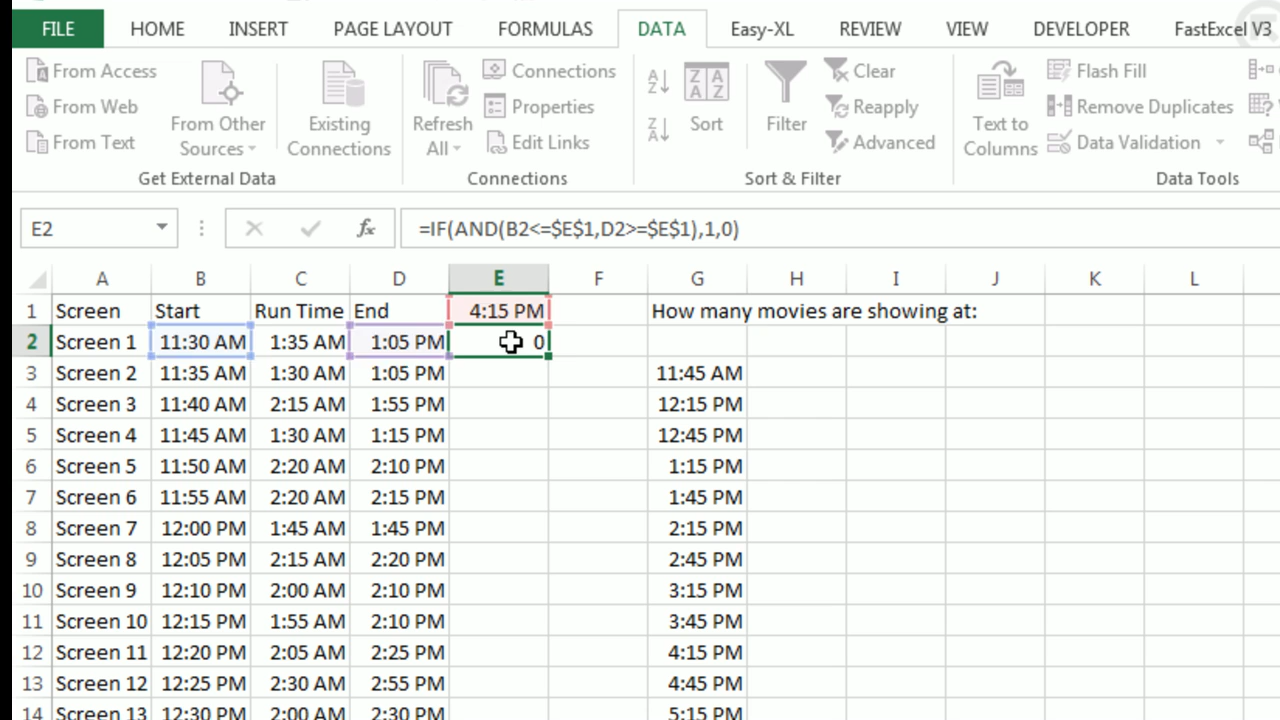 FILE HOME INSERT PAGE LAYOUT FORMULAS DATA Easy-XL REVIEW VIEW DEVELOPER FastExcel V3
From Access
From Web
From Text
From Other
Sources
Existing
Connections
Get External Data
Refresh
All
Connections
Properties
Edit Links
Connections
Sort
Filter
Clear
Reapply
Advanced
Sort & Filter
Text to
Columns
Flash Fill
Remove Duplicates
Data Validation
Data Tools
E2 fx =IF(AND(B2<=$E$1,D2>=$E$1),1,0)
A B C D E F G H I J K L
1 Screen Start Run Time End 4:15 PM How many movies are showing at:
2 Screen 1 11:30 AM 1:35 AM 1:05 PM 0
3 Screen 2 11:35 AM 1:30 AM 1:05 PM 11:45 AM
4 Screen 3 11:40 AM 2:15 AM 1:55 PM 12:15 PM
5 Screen 4 11:45 AM 1:30 AM 1:15 PM 12:45 PM
6 Screen 5 11:50 AM 2:20 AM 2:10 PM 1:15 PM
7 Screen 6 11:55 AM 2:20 AM 2:15 PM 1:45 PM
8 Screen 7 12:00 PM 1:45 AM 1:45 PM 2:15 PM
9 Screen 8 12:05 PM 2:15 AM 2:20 PM 2:45 PM
10 Screen 9 12:10 PM 2:00 AM 2:10 PM 3:15 PM
11 Screen 10 12:15 PM 1:55 AM 2:10 PM 3:45 PM
12 Screen 11 12:20 PM 2:05 AM 2:25 PM 4:15 PM
13 Screen 12 12:25 PM 2:30 AM 2:55 PM 4:45 PM
14 Screen 13 12:30 PM 2:00 AM 2:30 PM 5:15 PM